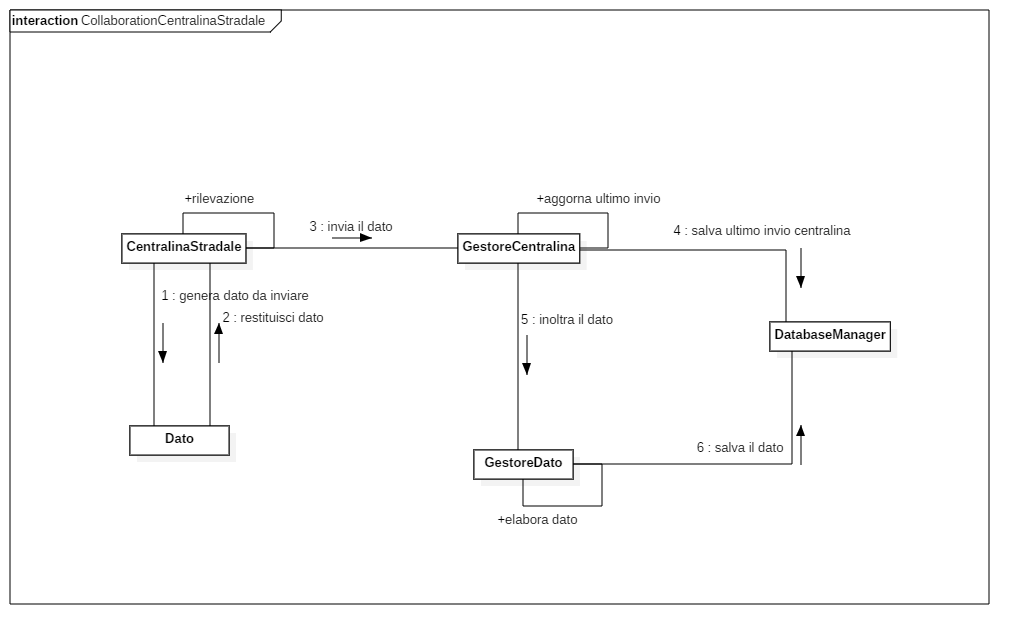 interaction CollaborationCentralinaStradale
+rilevazione
+aggorna ultimo invio
3 : invia il dato
4 : salva ultimo invio centralina
CentralinaStradale
GestoreCentralina
1 : genera dato da inviare
2 : restituisci dato
5 : inoltra il dato
DatabaseManager
Dato
6 : salva il dato
GestoreDato
+elabora dato